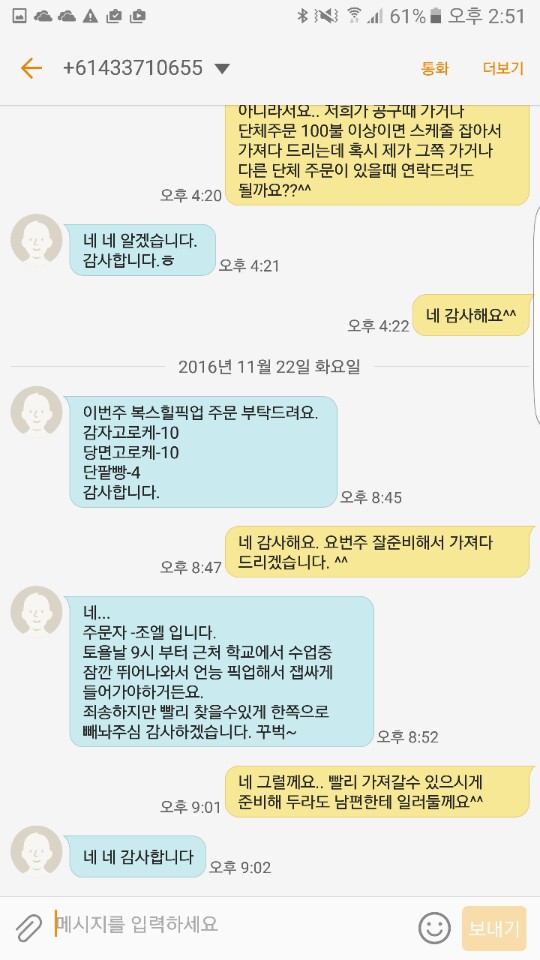 61% 오후 2:51
+61433710655
통화
더보기
아니라서요.. 저희가 공구때 가거나
단체주문 100불 이상이면 스케줄 잡아서
가져다 드리는데 혹시 제가 그쪽 가거나
다른 단체 주문이 있을때 연락드려도
될까요??^^
오후 4:20
네 네 알겠습니다.
감사합니다.ㅎ
오후 4:21
네 감사해요^^
오후 4:22
2016년 11월 22일 화요일
이번주 복스힐픽업 주문 부탁드려요.
감자고로케-10
당면고로케-10
단팥빵-4
감사합니다.
오후 8:45
네 감사해요. 요번주 잘준비해서 가져다
드리겠습니다. ^^
오후 8:47
네...
주문자 -조엘 입니다.
토욜날 9시 부터 근처 학교에서 수업중
잠깐 뛰어나와서 언능 픽업해서 잽싸게
들어가야하거든요.
죄송하지만 빨리 찾을수있게 한쪽으로
빼놔주심 감사하겠습니다. 꾸벅~
오후 8:52
네 그럴께요.. 빨리 가져갈수 있으시게
준비해 두라도 남편한테 일러둘께요^^
오후 9:01
네 네 감사합니다
오후 9:02
메시지를 입력하세요
보내기